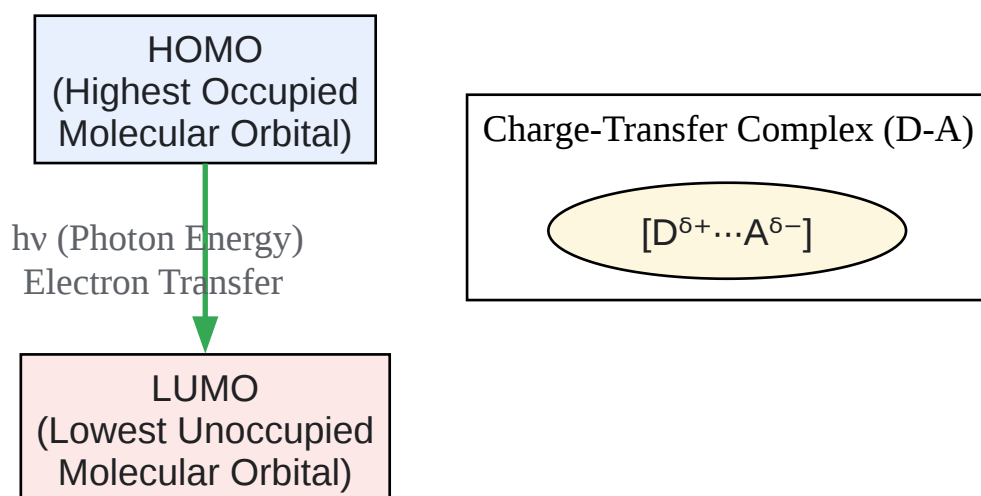 HOMO
(Highest Occupied
Molecular Orbital)
hν (Photon Energy)
Electron Transfer
LUMO
(Lowest Unoccupied
Molecular Orbital)
Charge-Transfer Complex (D-A)
[Dᵟ⁺···Aᵟ⁻]